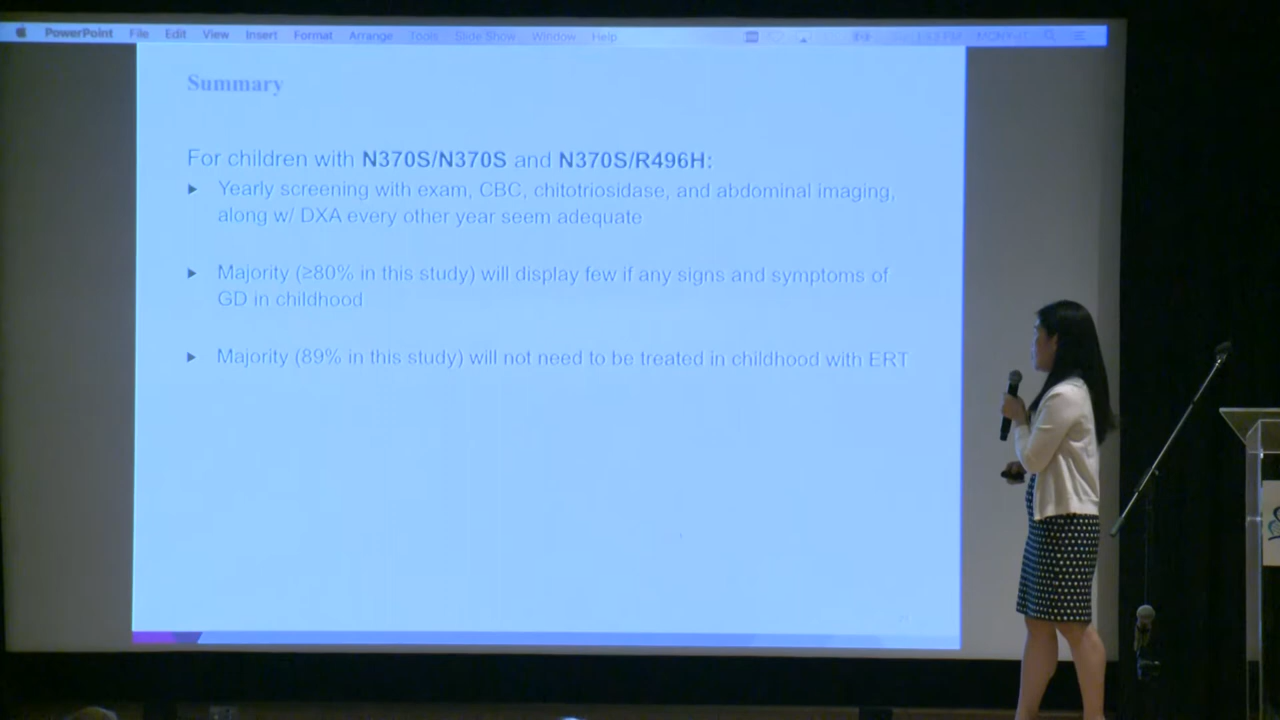 PowerPoint File Edit View Insert Format Arrange Tools Slide Show Window Help
Summary
For children with N370S/N370S and N370S/R496H:
Yearly screening with exam, CBC, chitotriosidase, and abdominal imaging,
along w/ DXA every other year seem adequate
Majority (≥80% in this study) will display few if any signs and symptoms of
GD in childhood
Majority (89% in this study) will not need to be treated in childhood with ERT